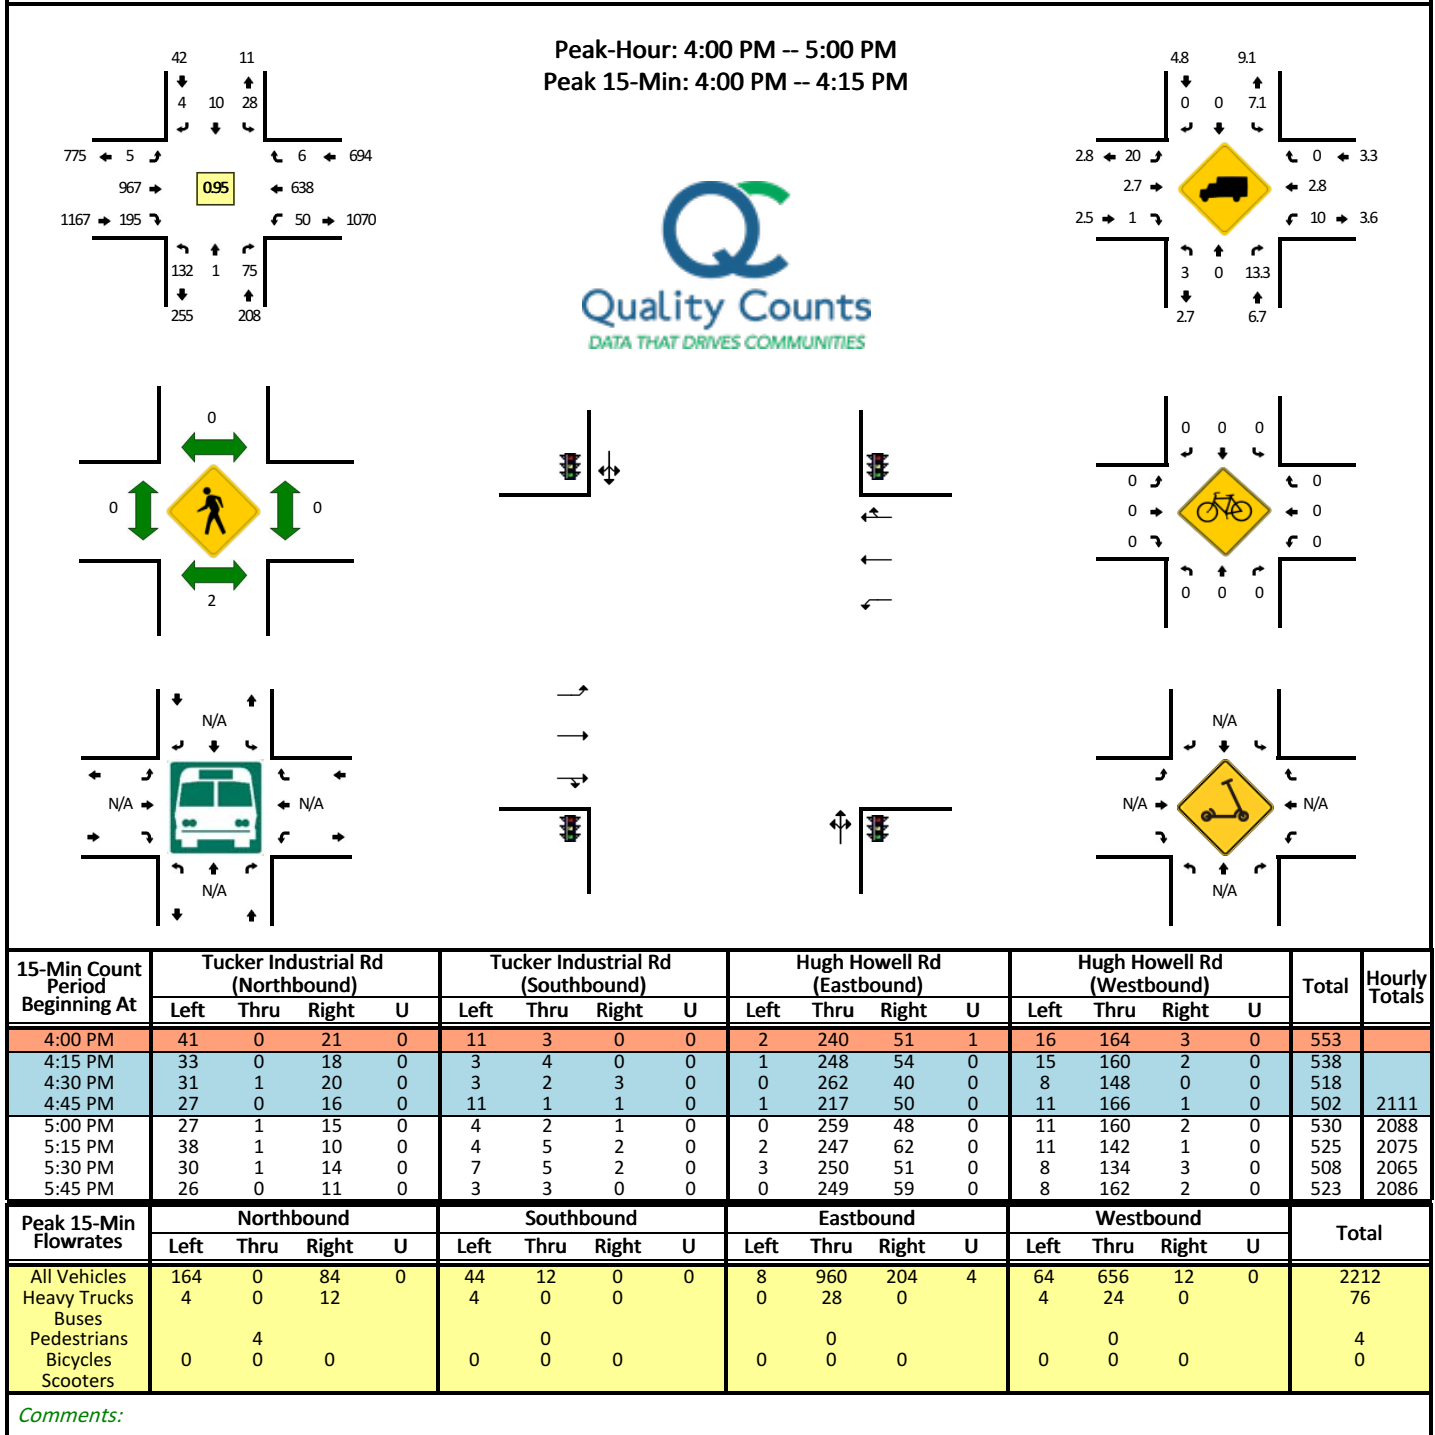 Peak-Hour: 4:00 PM -- 5:00 PM
Peak 15-Min: 4:00 PM -- 4:15 PM
42 11
4 10 28
775 5 6 694
967 0.95 638
1167 195 50 1070
132 1 75
255 208
QC
Quality Counts
DATA THAT DRIVES COMMUNITIES
4.8 9.1
0 0 7.1
2.8 20 0 3.3
2.7 2.8
2.5 1 10 3.6
3 0 13.3
2.7 6.7
0
0 0
2
0 0 0
0 0
0 0
0 0
0 0 0
N/A
N/A N/A
N/A
N/A
N/A N/A
N/A
15-Min Count Period Beginning At Tucker Industrial Rd (Northbound) Tucker Industrial Rd (Southbound) Hugh Howell Rd (Eastbound) Hugh Howell Rd (Westbound) Total Hourly Totals
Left Thru Right U Left Thru Right U Left Thru Right U Left Thru Right U
4:00 PM 41 0 21 0 11 3 0 0 2 240 51 1 16 164 3 0 553
4:15 PM 33 0 18 0 3 4 0 0 1 248 54 0 15 160 2 0 538
4:30 PM 31 1 20 0 3 2 3 0 0 262 40 0 8 148 0 0 518
4:45 PM 27 0 16 0 11 1 1 0 1 217 50 0 11 166 1 0 502 2111
5:00 PM 27 1 15 0 4 2 1 0 0 259 48 0 11 160 2 0 530 2088
5:15 PM 38 1 10 0 4 5 2 0 2 247 62 0 11 142 1 0 525 2075
5:30 PM 30 1 14 0 7 5 2 0 3 250 51 0 8 134 3 0 508 2065
5:45 PM 26 0 11 0 3 3 0 0 0 249 59 0 8 162 2 0 523 2086
Peak 15-Min Flowrates Northbound Southbound Eastbound Westbound Total
Left Thru Right U Left Thru Right U Left Thru Right U Left Thru Right U
All Vehicles 164 0 84 0 44 12 0 0 8 960 204 4 64 656 12 0 2212
Heavy Trucks 4 0 12 4 0 0 0 28 0 4 24 0 76
Buses
Pedestrians 4 0 0 0 4
Bicycles 0 0 0 0 0 0 0 0 0 0 0 0 0
Scooters
Comments: